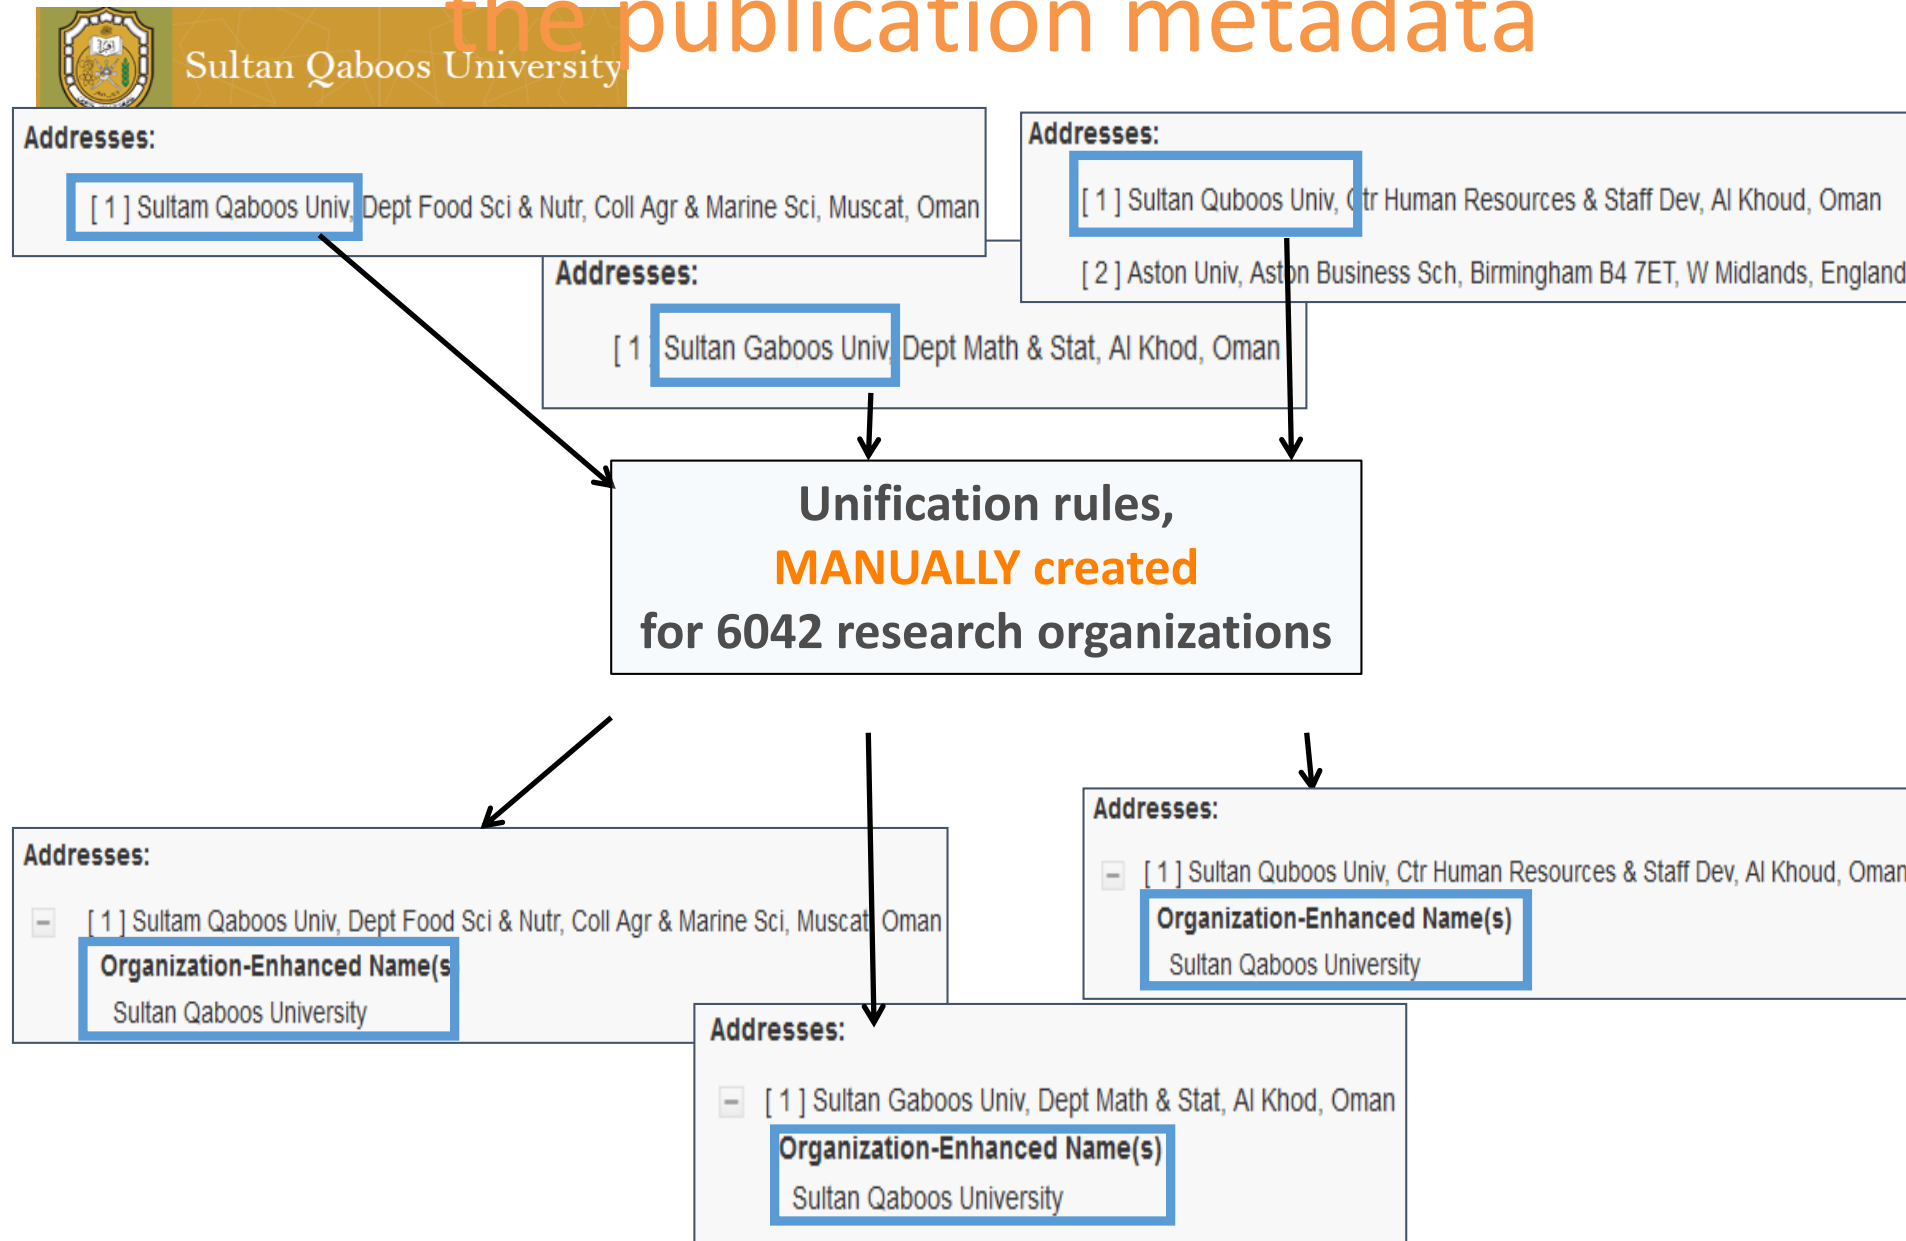 the publication metadata
Sultan Qaboos University
Addresses:
[ 1 ] Sultam Qaboos Univ, Dept Food Sci & Nutr, Coll Agr & Marine Sci, Muscat, Oman
Addresses:
[ 1 ] Sultan Quboos Univ, Ctr Human Resources & Staff Dev, Al Khoud, Oman
[ 2 ] Aston Univ, Aston Business Sch, Birmingham B4 7ET, W Midlands, England
Addresses:
[ 1 ] Sultan Gaboos Univ, Dept Math & Stat, Al Khod, Oman
Unification rules,
MANUALLY created
for 6042 research organizations
Addresses:
[ 1 ] Sultam Qaboos Univ, Dept Food Sci & Nutr, Coll Agr & Marine Sci, Muscat, Oman
Organization-Enhanced Name(s
Sultan Qaboos University
Addresses:
[ 1 ] Sultan Quboos Univ, Ctr Human Resources & Staff Dev, Al Khoud, Oman
Organization-Enhanced Name(s)
Sultan Qaboos University
Addresses:
[ 1 ] Sultan Gaboos Univ, Dept Math & Stat, Al Khod, Oman
Organization-Enhanced Name(s)
Sultan Qaboos University